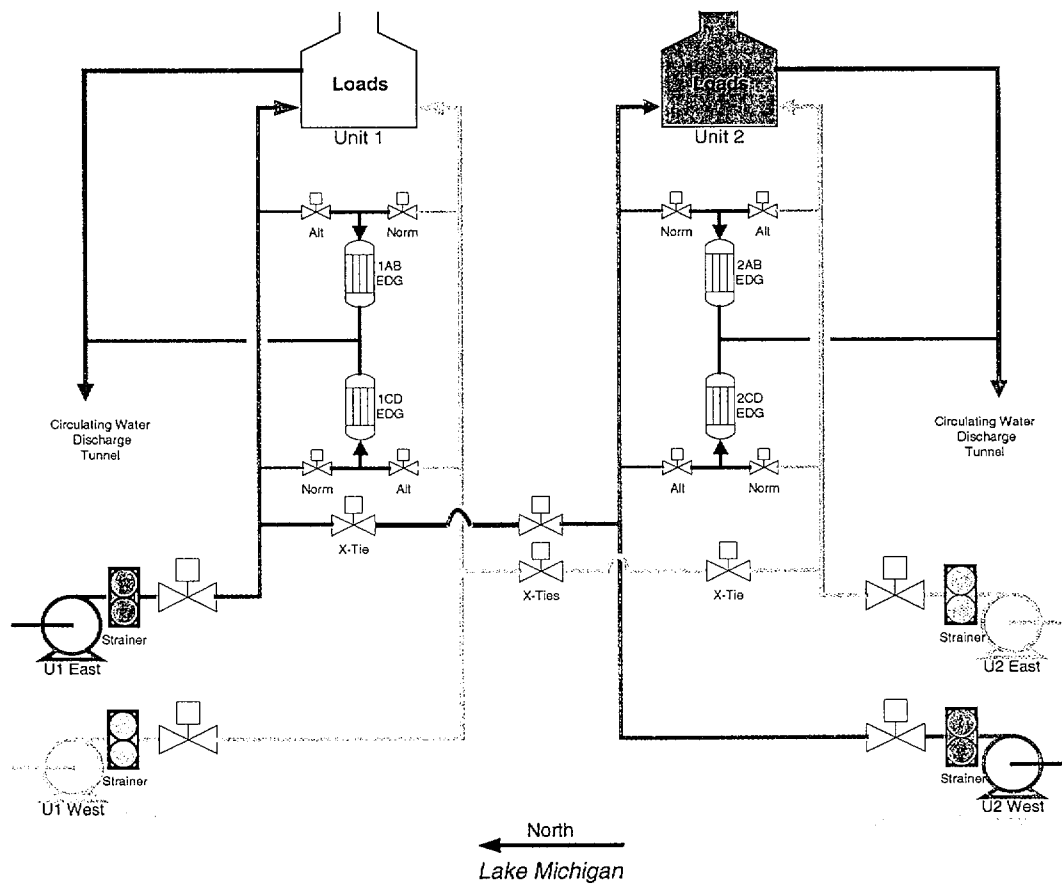 Loads
Unit 1
Loads
Unit 2
Alt
Norm
Norm
Alt
1AB
EDG
2AB
EDG
1CD
EDG
2CD
EDG
Circulating Water
Discharge
Tunnel
Circulating Water
Discharge
Tunnel
Norm
Alt
Alt
Norm
X-Tie
X-Ties
X-Tie
Strainer
U1 East
Strainer
U2 East
Strainer
U1 West
Strainer
U2 West
North
Lake Michigan